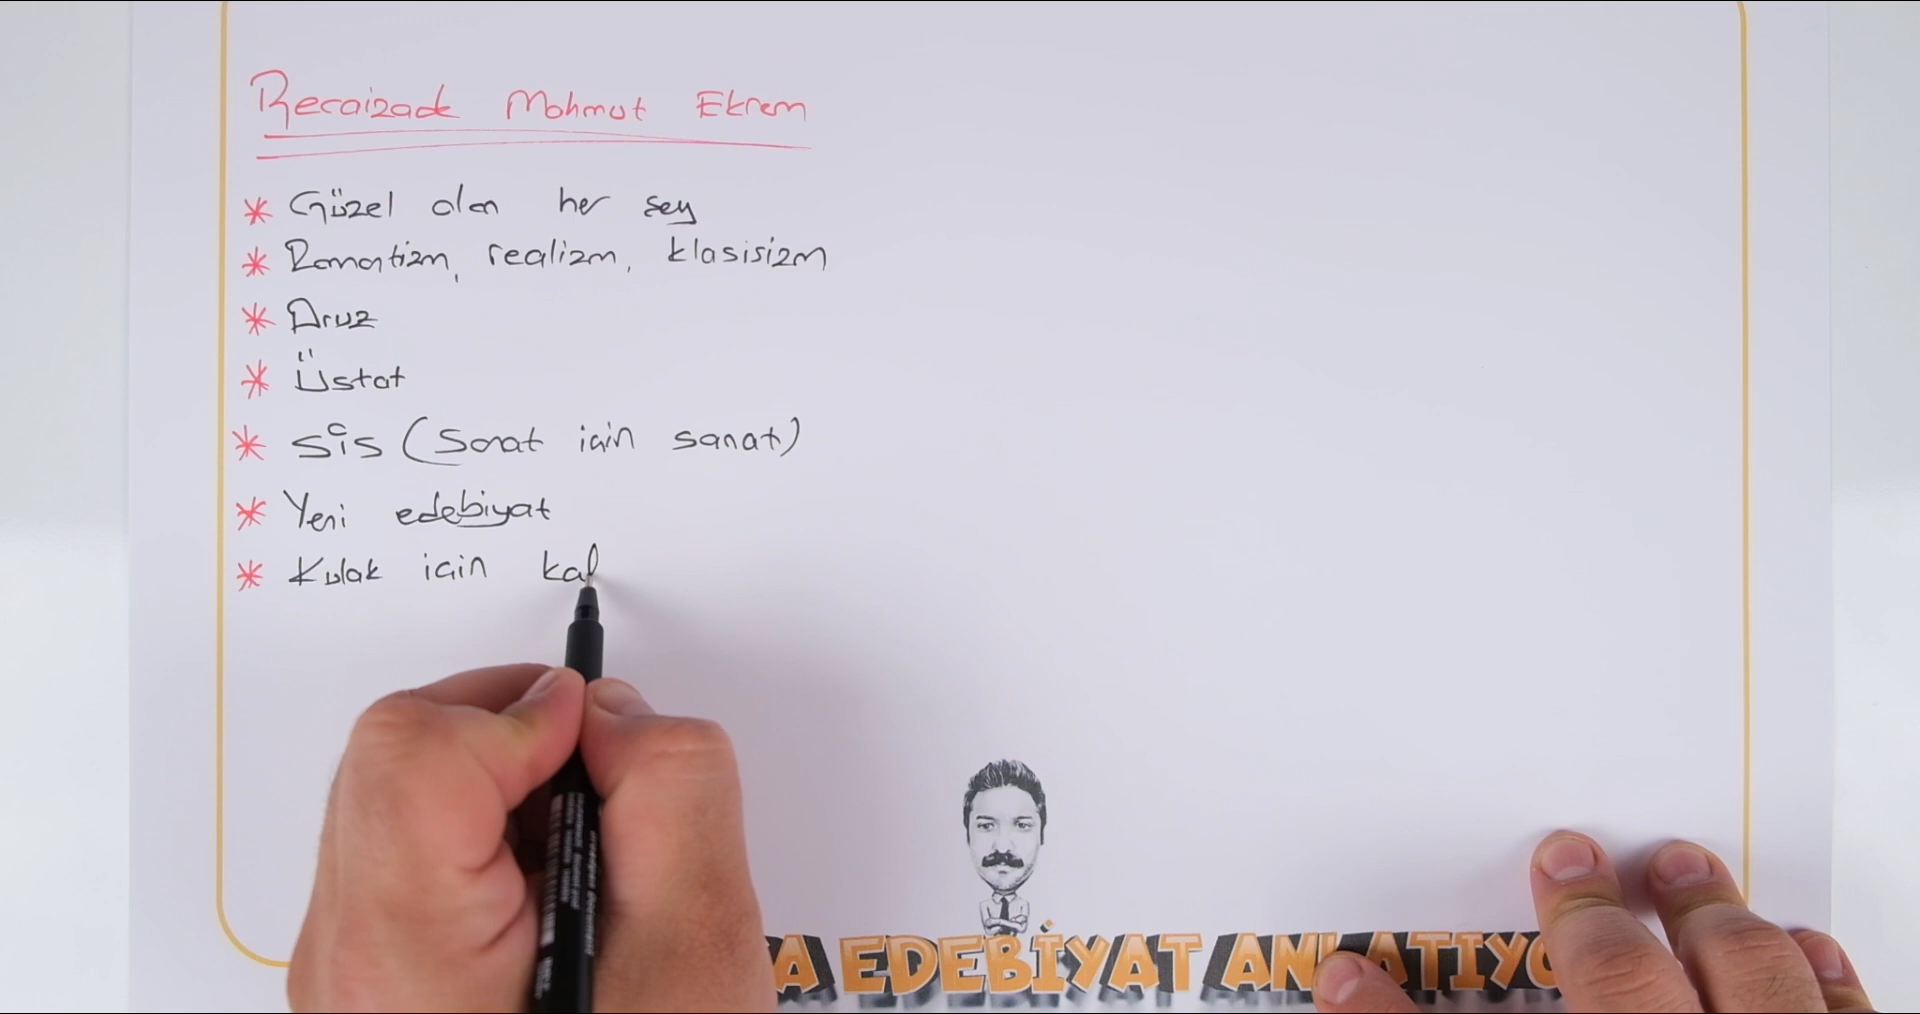 Recaizade Mahmut Ekrem
* Güzel olan her şey
* Romantizm, realizm, klasisizm
* Aruz
* Üstat
* SİS (Sanat için sanat)
* Yeni edebiyat
* Kulak için kaf
A EDEBİYAT ANLATIYO